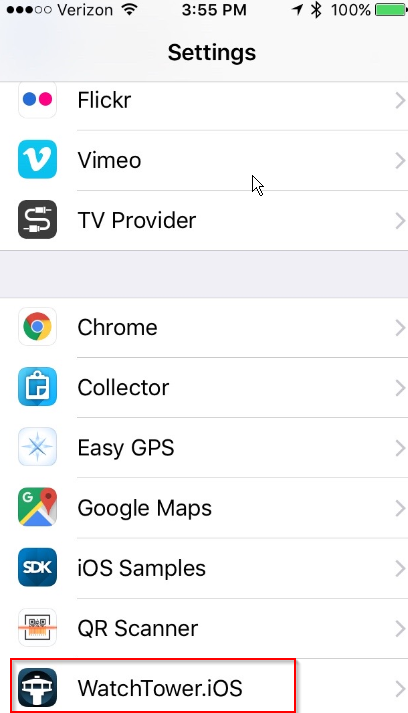 Verizon 3:55 PM 100%
Settings
Flickr
Vimeo
TV Provider
Chrome
Collector
Easy GPS
G
Google Maps
SDK
iOS Samples
QR Scanner
WatchTower.iOS